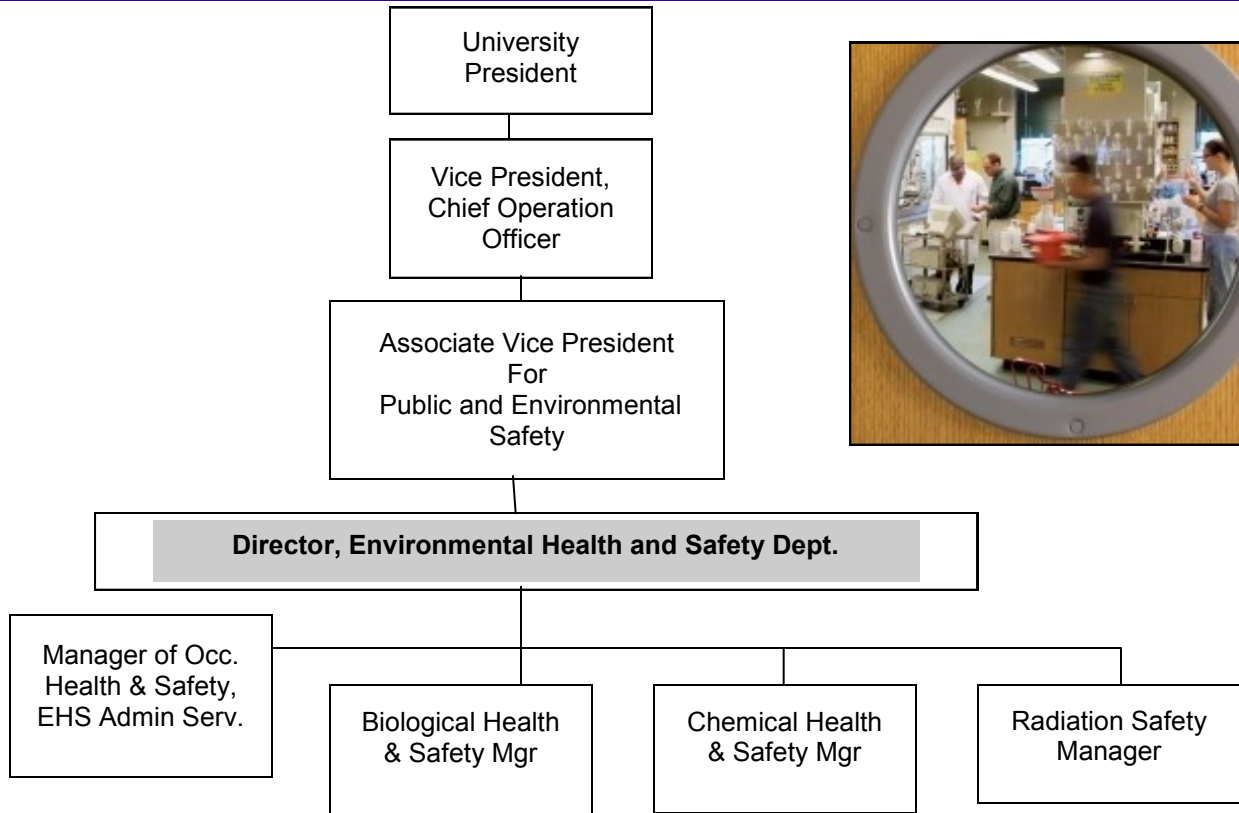 University
President
Vice President,
Chief Operation
Officer
Associate Vice President
For
Public and Environmental
Safety
Director, Environmental Health and Safety Dept.
Manager of Occ.
Health & Safety,
EHS Admin Serv.
Biological Health
& Safety Mgr
Chemical Health
& Safety Mgr
Radiation Safety
Manager